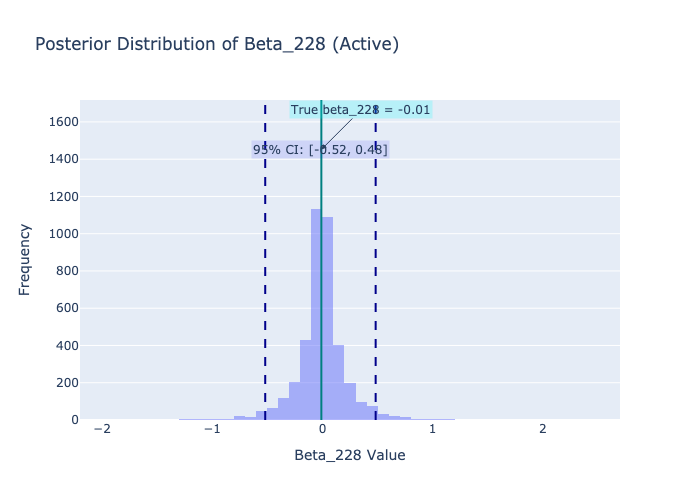 Posterior Distribution of Beta_228 (Active)
True beta_228 = -0.01
95% CI: [-0.52, 0.48]
1600
1400
1200
1000
800
600
400
200
0
Frequency
−2
−1
0
1
2
Beta_228 Value